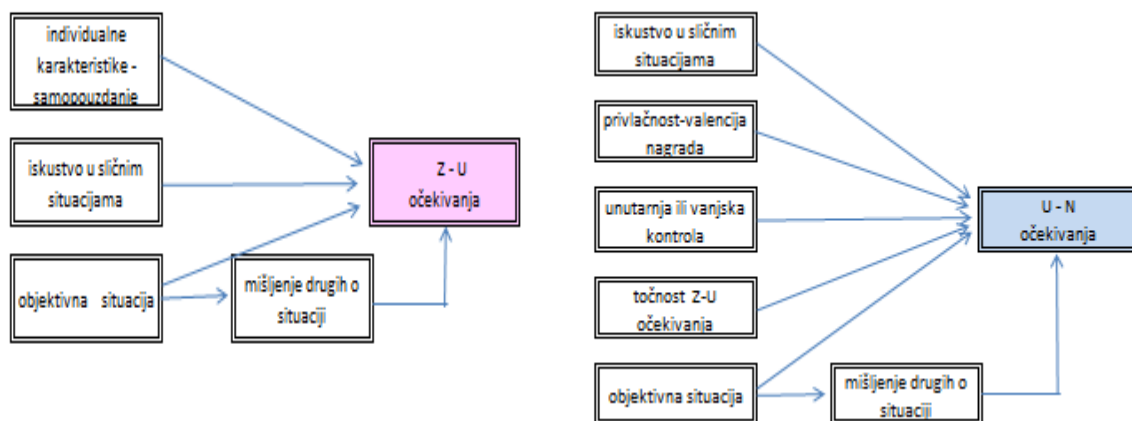 individualne
karakteristike -
samopouzdanje
iskustvo u sličnim
situacijama
objektivna situacija
mišljenje drugih o
situaciji
Z - U
očekivanja
iskustvo u sličnim
situacijama
privlačnost-valencija
nagrada
unutarnja ili vanjska
kontrola
točnost Z-U
očekivanja
objektivna situacija
mišljenje drugih o
situaciji
U - N
očekivanja